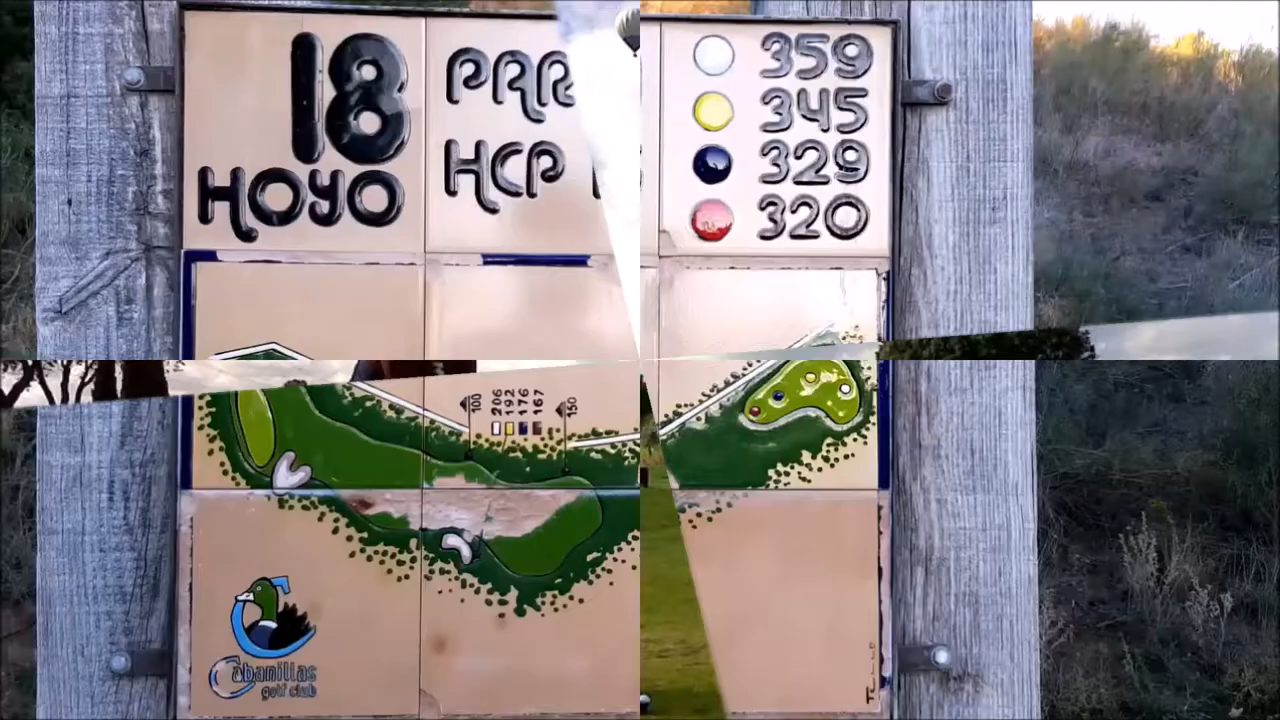 18
HOYO
PAR
HCP
359
345
329
320
100
206
192
176
167
150
Cabanillas
golf club